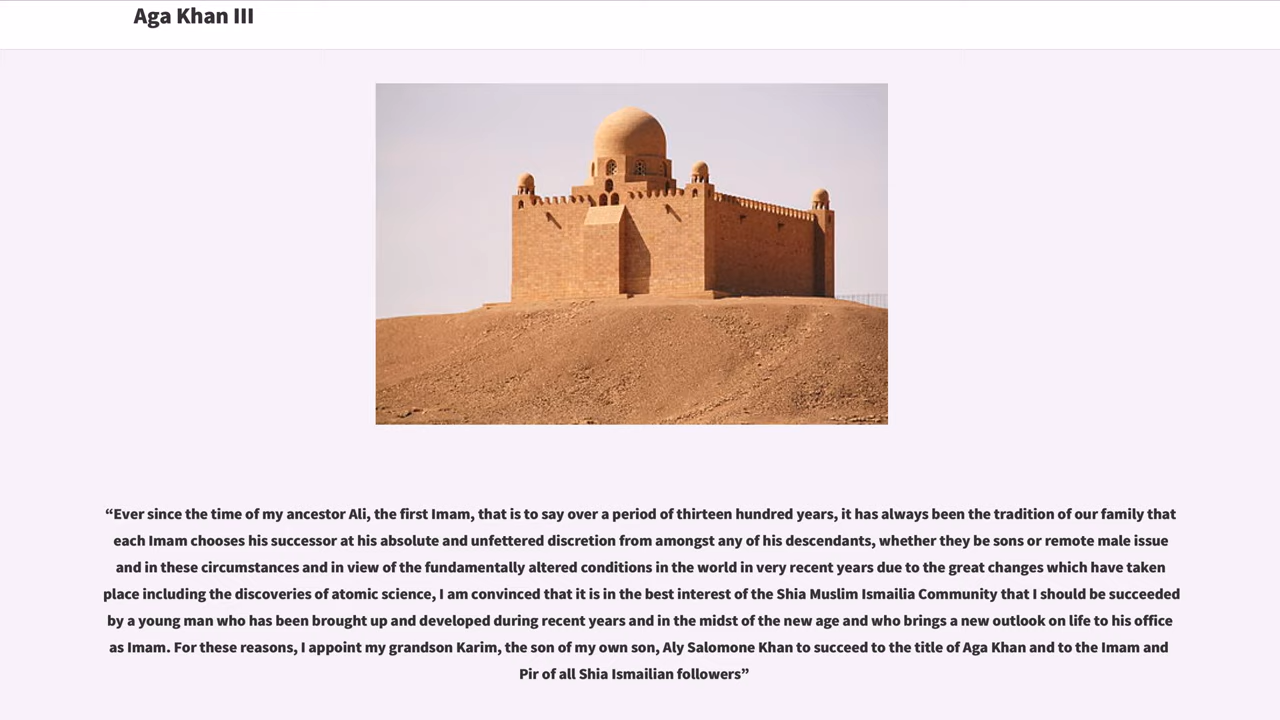 Aga Khan III
“Ever since the time of my ancestor Ali, the first Imam, that is to say over a period of thirteen hundred years, it has always been the tradition of our family that
each Imam chooses his successor at his absolute and unfettered discretion from amongst any of his descendants, whether they be sons or remote male issue
and in these circumstances and in view of the fundamentally altered conditions in the world in very recent years due to the great changes which have taken
place including the discoveries of atomic science, I am convinced that it is in the best interest of the Shia Muslim Ismailia Community that I should be succeeded
by a young man who has been brought up and developed during recent years and in the midst of the new age and who brings a new outlook on life to his office
as Imam. For these reasons, I appoint my grandson Karim, the son of my own son, Aly Salomone Khan to succeed to the title of Aga Khan and to the Imam and
Pir of all Shia Ismailian followers”